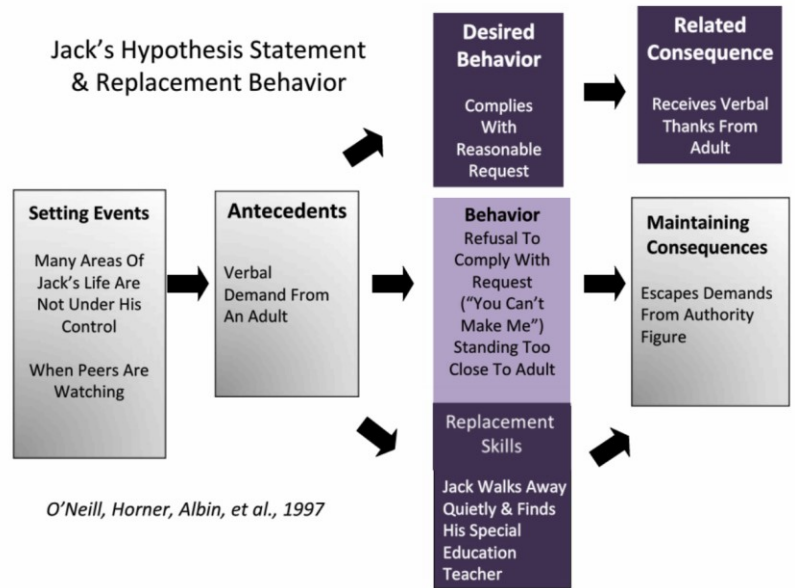 Jack's Hypothesis Statement
& Replacement Behavior
Desired
Behavior
Complies
With
Reasonable
Request
Related
Consequence
Receives Verbal
Thanks From
Adult
Setting Events
Many Areas Of
Jack's Life Are
Not Under His
Control
When Peers Are
Watching
Antecedents
Verbal
Demand From
An Adult
Behavior
Refusal To
Comply With
Request
("You Can't
Make Me")
Standing Too
Close To Adult
Maintaining
Consequences
Escapes Demands
From Authority
Figure
Replacement
Skills
Jack Walks Away
Quietly & Finds
His Special
Education
Teacher
O'Neill, Horner, Albin, et al., 1997